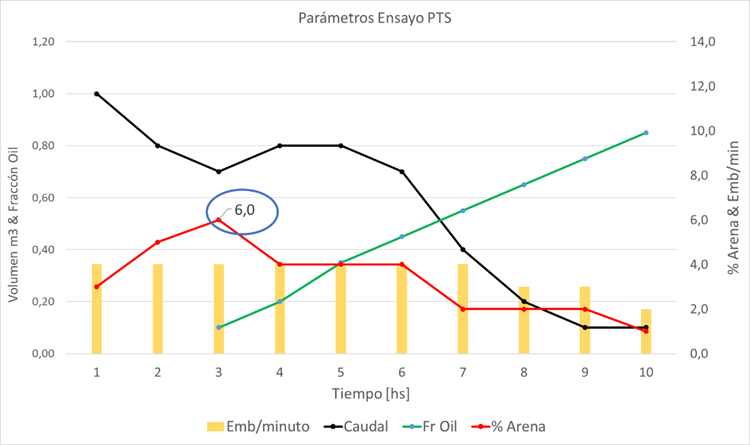 Parámetros Ensayo PTS
1,20
1,00
0,80
0,60
0,40
0,20
0,00
Volumen m3 & Fraccón Oil
14,0
12,0
10,0
8,0
6,0
4,0
2,0
0,0
% Arena & Emb/min
6,0
1 2 3 4 5 6 7 8 9 10
Tiempo [hs]
Emb/minuto Caudal Fr Oil % Arena